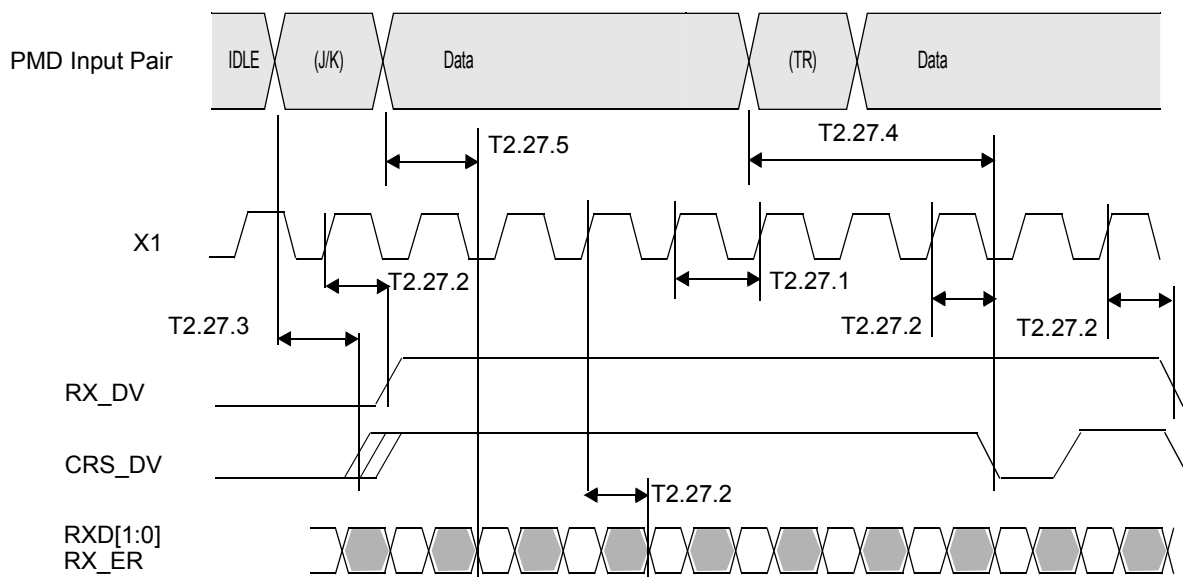 PMD Input Pair
IDLE
(J/K)
Data
(TR)
Data
T2.27.5
T2.27.4
X1
T2.27.2
T2.27.1
T2.27.3
T2.27.2
T2.27.2
RX_DV
CRS_DV
T2.27.2
RXD[1:0]
RX_ER